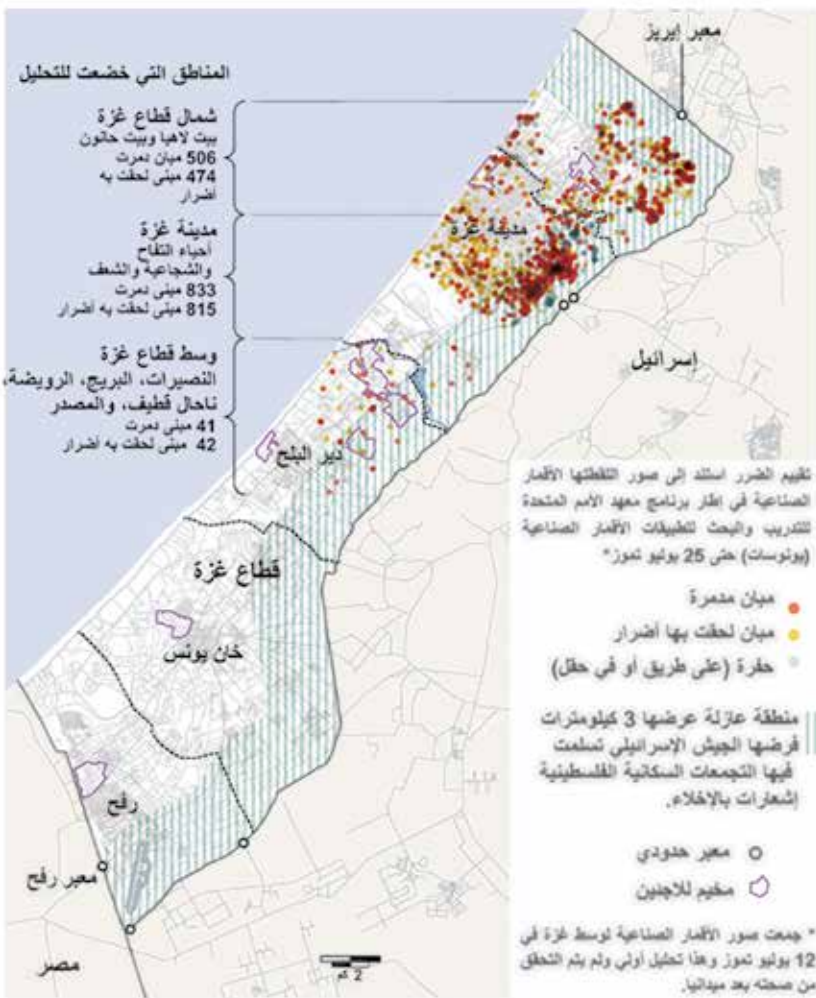 معبر إيريز
المناطق التي خضعت للتحليل
شمال قطاع غزة
بيت لاهيا وبيت حانون
506 مبان دمرت
474 مبنى لحقت به
أضرار
مدينة غزة
أحياء التفاح
والشجاعية والشعف
833 مبنى دمرت
815 مبنى لحقت به أضرار
وسط قطاع غزة
النصيرات، البريج، الرويضة،
ناحال قطيف، والمصدر
41 مبنى دمرت
42 مبنى لحقت به أضرار
مدينة غزة
إسرائيل
دير البلح
قطاع غزة
خان يونس
رفح
معبر رفح
مصر
2 كم
تقييم الضرر استند إلى صور التقطتها الأقمار
الصناعية في إطار برنامج معهد الأمم المتحدة
للتدريب والبحث لتطبيقات الأقمار الصناعية
(يونوسات) حتى 25 يوليو تموز*
مبان مدمرة
مبان لحقت بها أضرار
حفرة (على طريق أو في حقل)
منطقة عازلة عرضها 3 كيلومترات
فرضها الجيش الإسرائيلي تسلمت
فيها التجمعات السكانية الفلسطينية
إشعارات بالإخلاء.
معبر حدودي
مخيم للاجئين
* جمعت صور الأقمار الصناعية لوسط غزة في
12 يوليو تموز وهذا تحليل أولي ولم يتم التحقق
من صحته بعد ميدانيا.